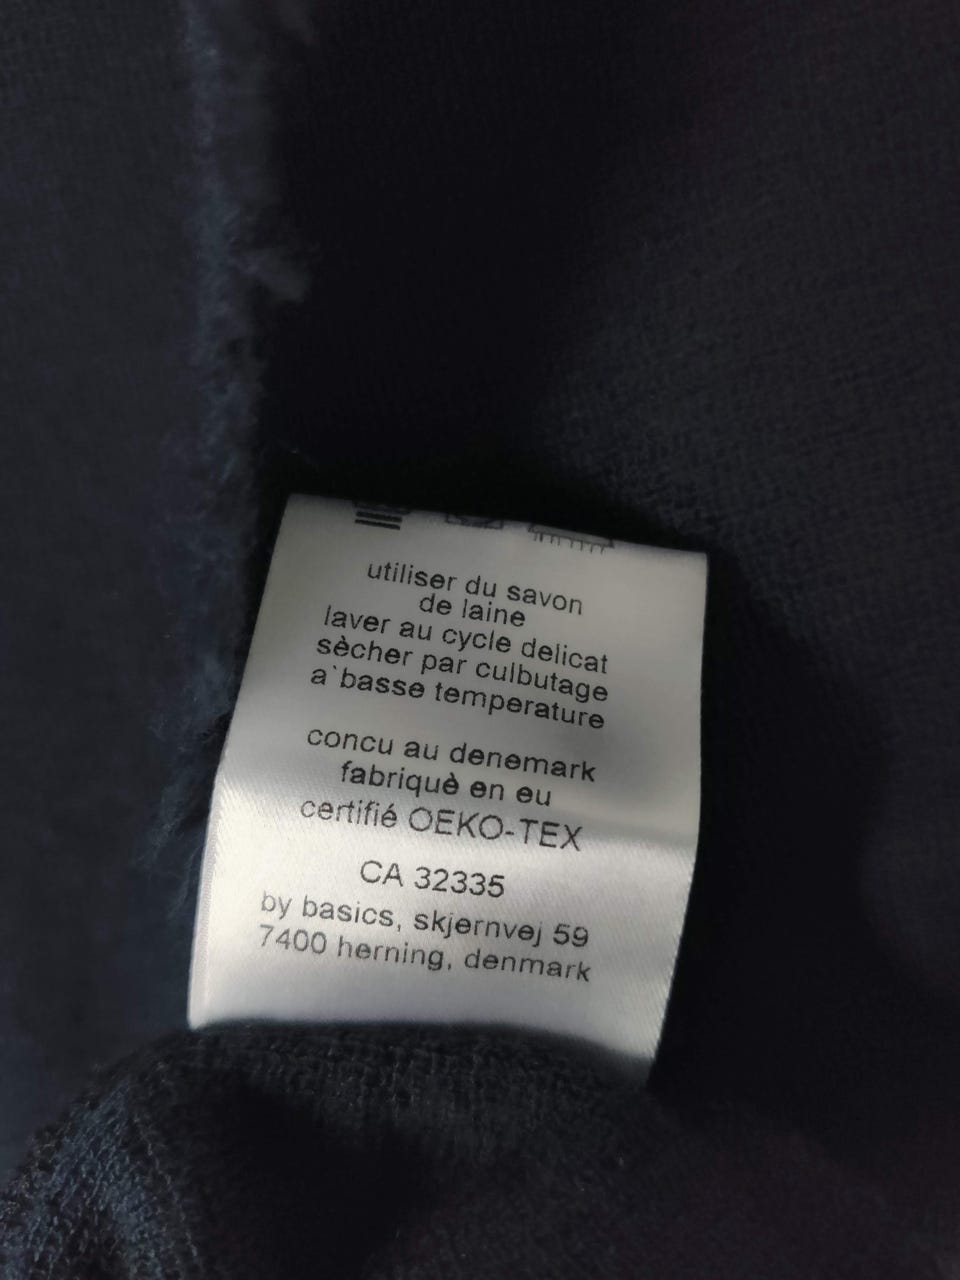 utiliser du savon
de laine
laver au cycle delicat
sècher par culbutage
a`basse temperature
concu au denemark
fabriquè en eu
certifié OEKO-TEX
CA 32335
by basics, skjernvej 59
7400 herning, denmark